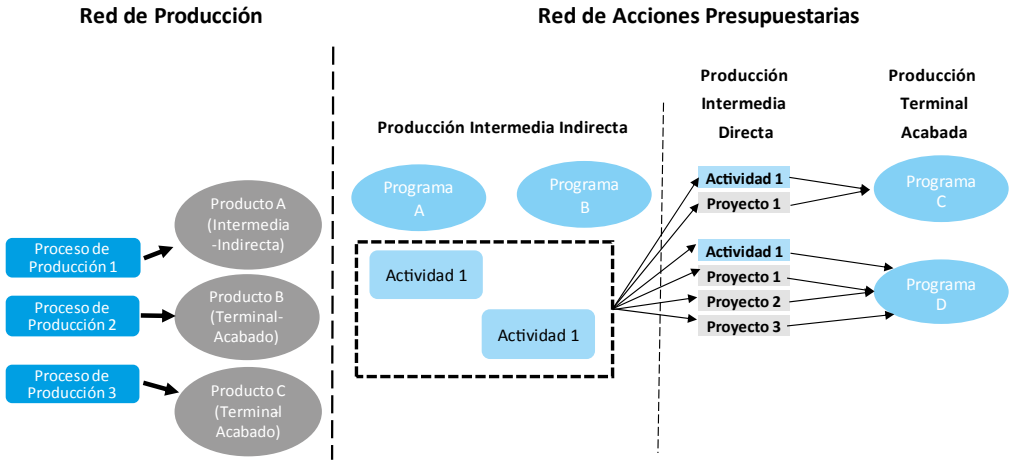 Red de Producción
Red de Acciones Presupuestarias
Proceso de
Producción 1
Proceso de
Producción 2
Proceso de
Producción 3
Producto A
(Intermedia
-Indirecta)
Producto B
(Terminal-
Acabado)
Producto C
(Terminal
Acabado)
Producción Intermedia Indirecta
Programa
A
Programa
B
Actividad 1
Actividad 1
Producción
Intermedia
Directa
Actividad 1
Proyecto 1
Actividad 1
Proyecto 1
Proyecto 2
Proyecto 3
Producción
Terminal
Acabada
Programa
C
Programa
D